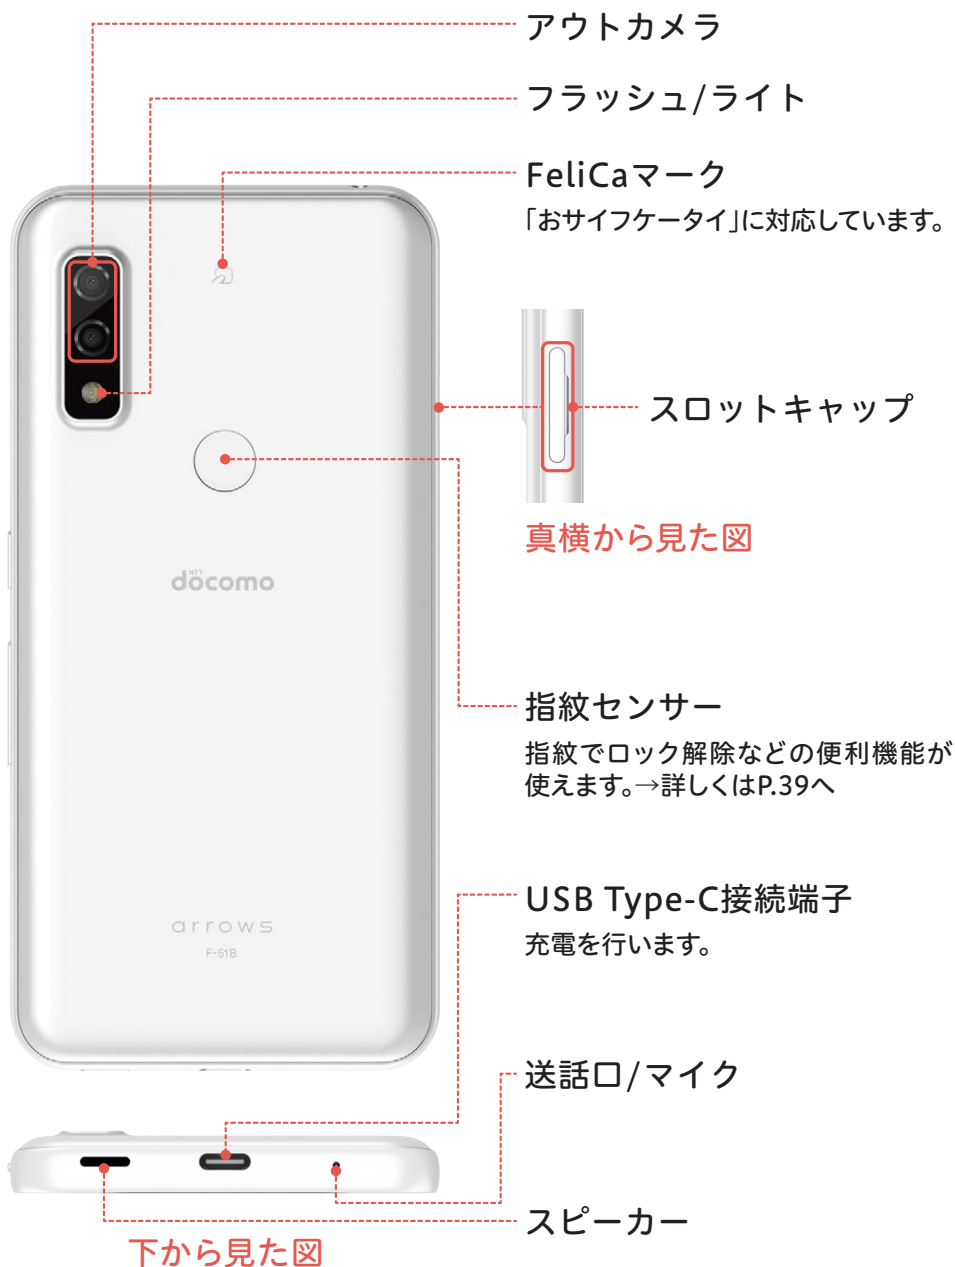 アウトカメラ
フラッシュ/ライト
FeliCaマーク
「おサイフケータイ」に対応しています。
スロットキャップ
真横から見た図
NTT
döcomo
指紋センサー
指紋でロック解除などの便利機能が
使えます。→詳しくはP.39へ
USB Type-C接続端子
充電を行います。
arrows
F-51B
送話口/マイク
スピーカー
下から見た図